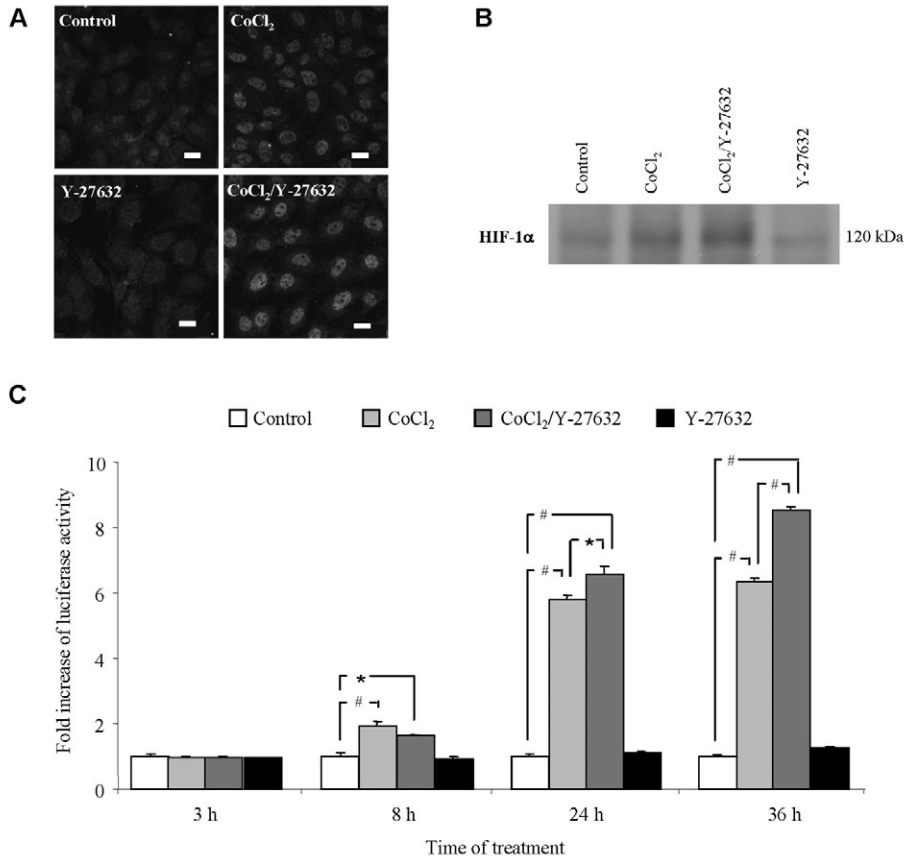 A
Control
CoCl₂
Y-27632
CoCl₂/Y-27632
B
Control
CoCl₂
CoCl₂/Y-27632
Y-27632
HIF-1α
120 kDa
C
Control
CoCl₂
CoCl₂/Y-27632
Y-27632
Fold increase of luciferase activity
10
8
6
4
2
0
* #
# # *
# # #
3 h
8 h
24 h
36 h
Time of treatment